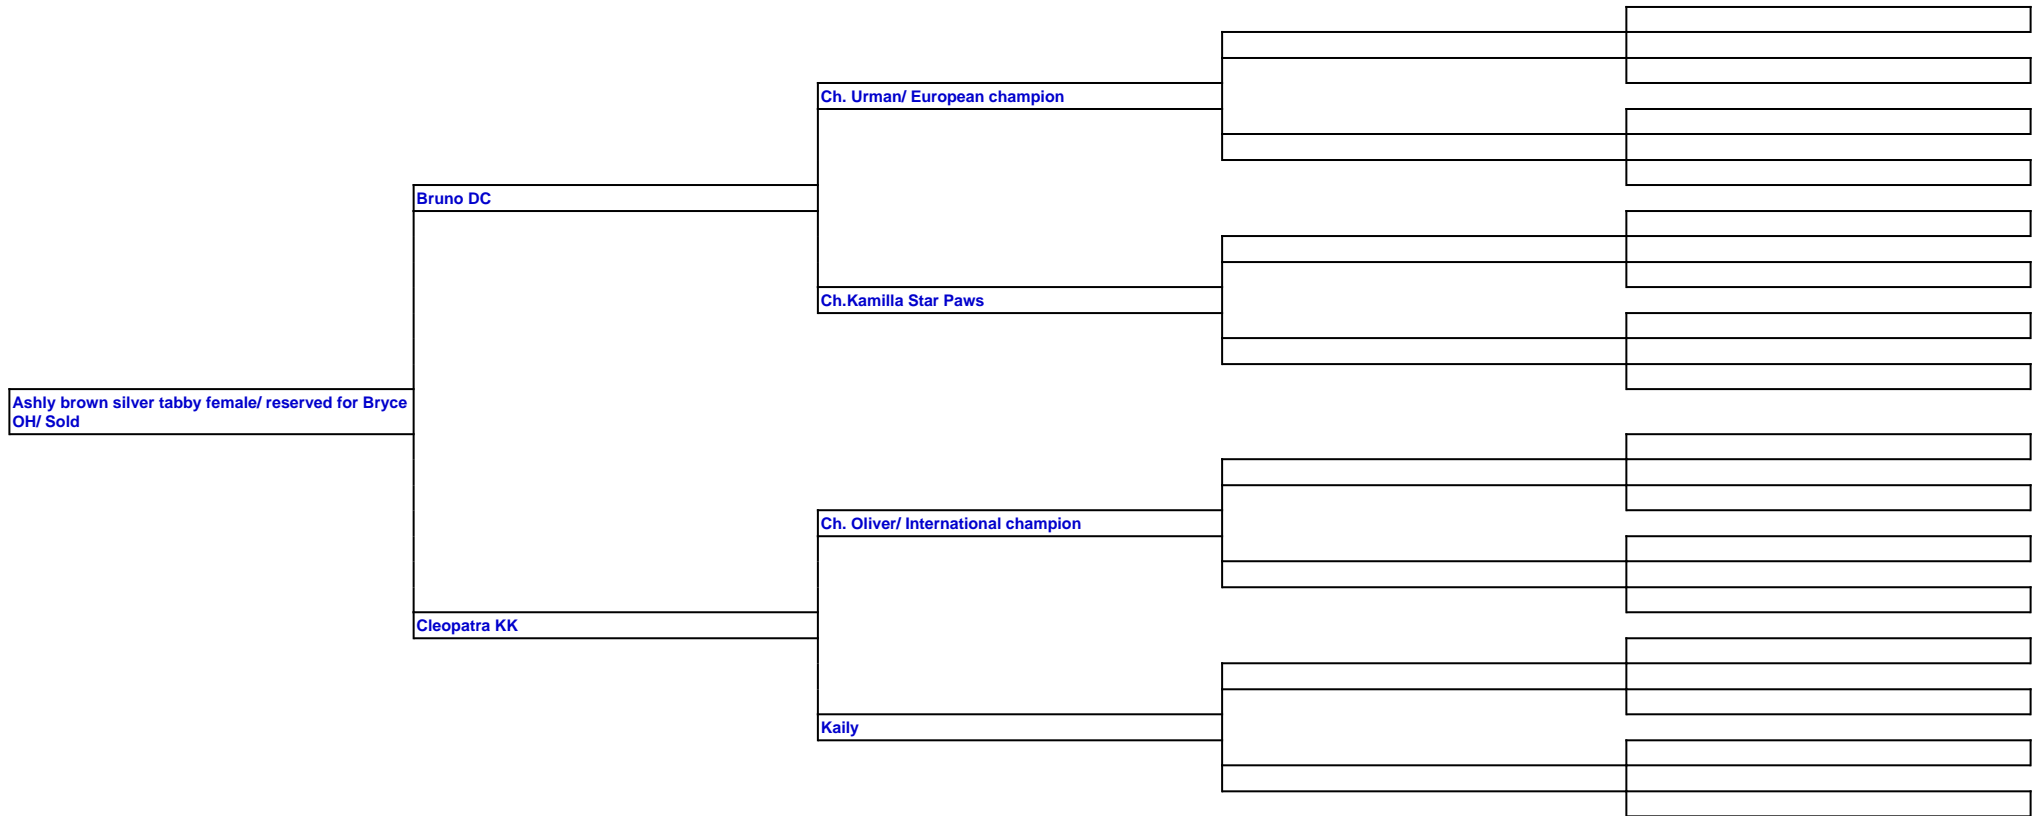 Ch. Urman/ European champion
Bruno DC
Ch.Kamilla Star Paws
Ashly brown silver tabby female/ reserved for Bryce
OH/ Sold
Ch. Oliver/ International champion
Cleopatra KK
Kaily